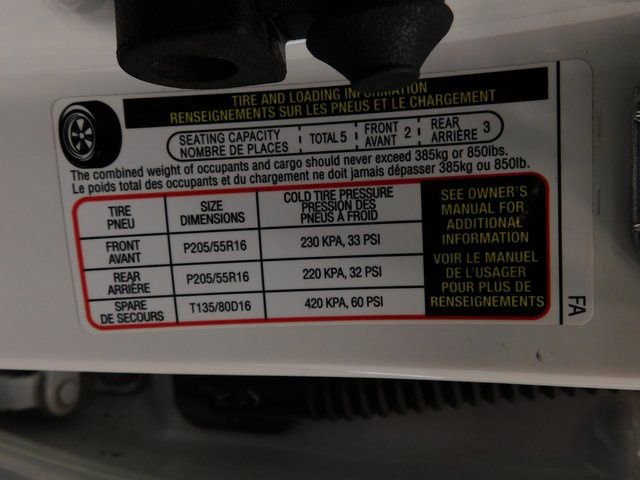 TIRE AND LOADING INFORMATION
RENSEIGNEMENTS SUR LES PNEUS ET LE CHARGEMENT
SEATING CAPACITY
NOMBRE DE PLACES
TOTAL 5
FRONT
AVANT 2
REAR
ARRIÈRE 3
The combined weight of occupants and cargo should never exceed 385kg or 850lbs.
Le poids total des occupants et du chargement ne doit jamais dépasser 385kg ou 850lb.
TIRE
PNEU
SIZE
DIMENSIONS
COLD TIRE PRESSURE
PRESSION DES
PNEUS À FROID
FRONT
AVANT
P205/55R16
230 KPA, 33 PSI
REAR
ARRIÈRE
P205/55R16
220 KPA, 32 PSI
SPARE
DE SECOURS
T135/80D16
420 KPA, 60 PSI
SEE OWNER'S
MANUAL FOR
ADDITIONAL
INFORMATION
VOIR LE MANUEL
DE L'USAGER
POUR PLUS DE
RENSEIGNEMENTS
FA